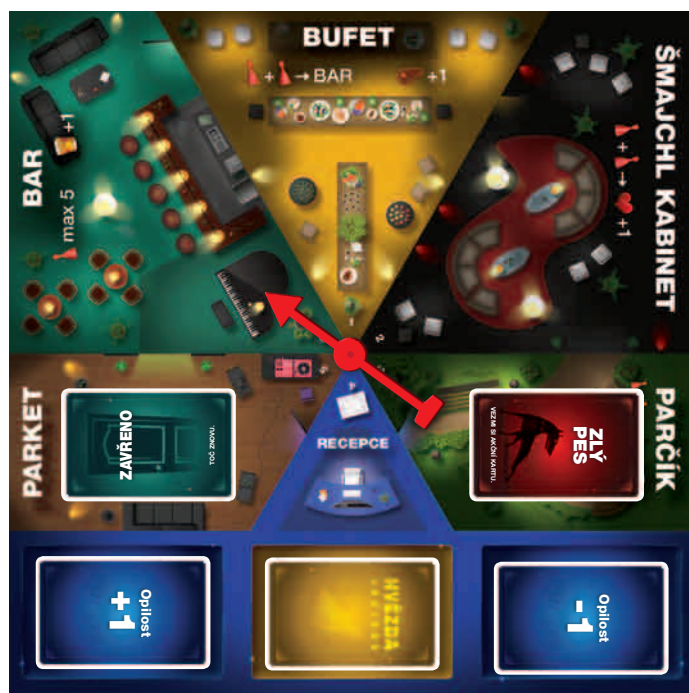 BUFET
+ → BAR +1
BAR
max 5
+1
ŠMAJCHL KABINET
+ → +1
PARKET
ZAVŘENO
TOČ ZNOVU.
RECEPCE
PARČÍK
ZLÝ
PES
VEZMI SI AKČNÍ KARTU.
Opilost
+1
HVĚZDA
VEČÍRKU
Opilost
-1